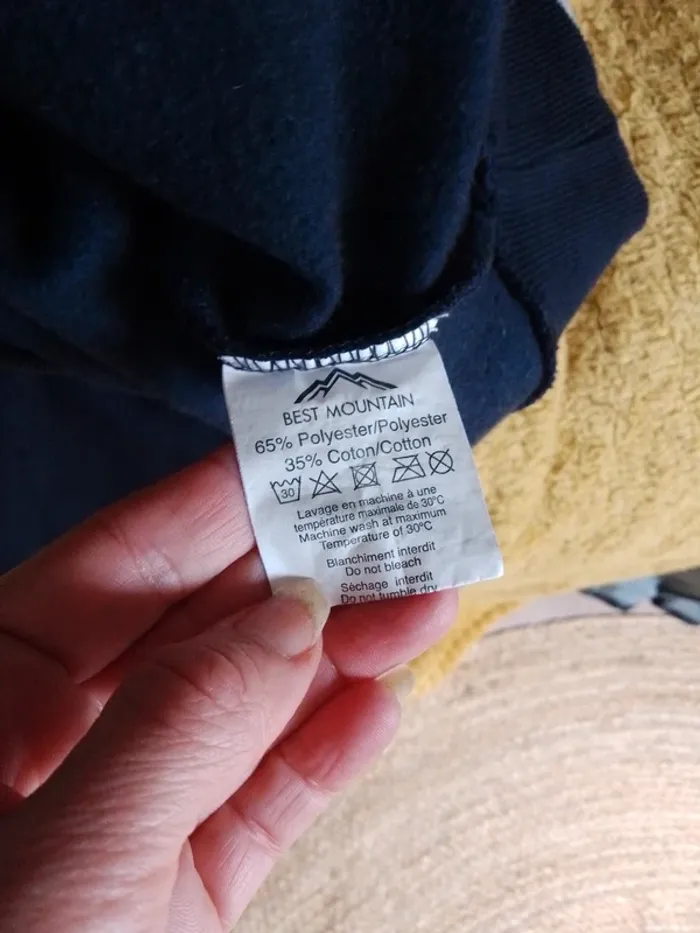 BEST MOUNTAIN
65% Polyester/Polyester
35% Coton/Cotton
30
Lavage en machine à une
température maximale de 30°C
Machine wash at maximum
Temperature of 30°C
Blanchiment interdit
Do not bleach
Séchage interdit
Do not tumble dry